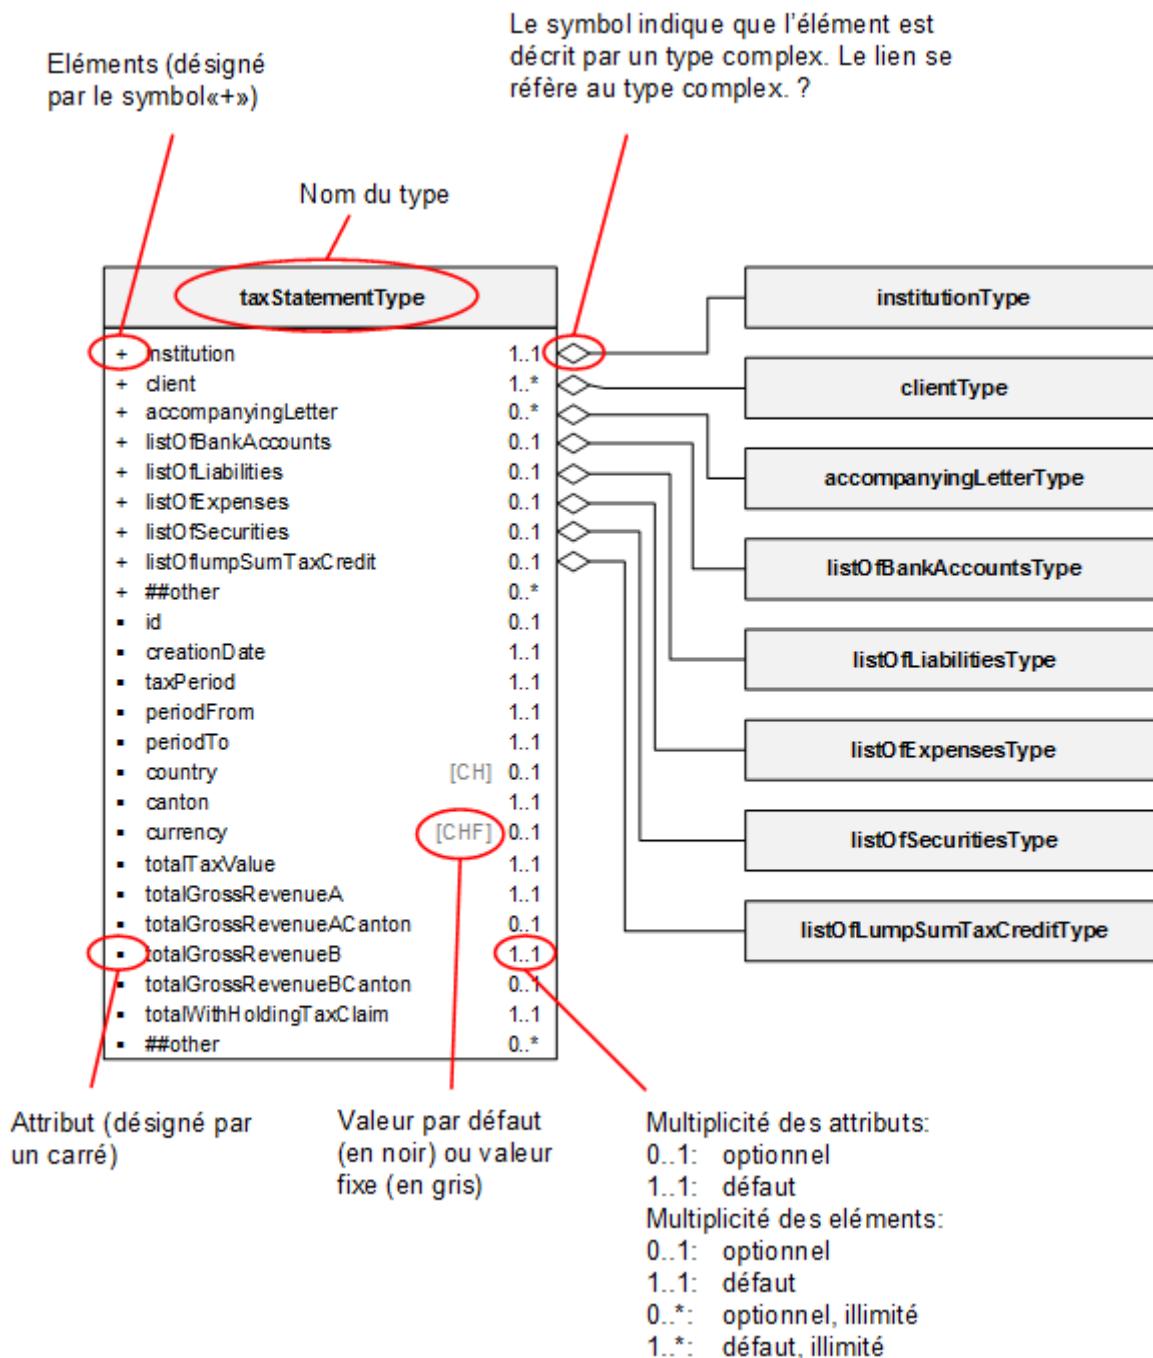 Le symbol indique que l'élément est
décrit par un type complex. Le lien se
réfère au type complex. ?
Eléments (désigné
par le symbol«+»)
Nom du type
taxStatementType
+ institution 1..1
+ client 1..*
+ accompanyingLetter 0..*
+ listOfBankAccounts 0..1
+ listOfLiabilities 0..1
+ listOfExpenses 0..1
+ listOfSecurities 0..1
+ listOflumpSumTaxCredit 0..1
+ ##other 0..*
▪ id 0..1
▪ creationDate 1..1
▪ taxPeriod 1..1
▪ periodFrom 1..1
▪ periodTo 1..1
▪ country [CH] 0..1
▪ canton 1..1
▪ currency [CHF] 0..1
▪ totalTaxValue 1..1
▪ totalGrossRevenueA 1..1
▪ totalGrossRevenueACanton 0..1
▪ totalGrossRevenueB 1..1
▪ totalGrossRevenueBCanton 0..1
▪ totalWithHoldingTaxClaim 1..1
▪ ##other 0..*
institutionType
clientType
accompanyingLetterType
listOfBankAccountsType
listOfLiabilitiesType
listOfExpensesType
listOfSecuritiesType
listOfLumpSumTaxCreditType
Attribut (désigné par
un carré)
Valeur par défaut
(en noir) ou valeur
fixe (en gris)
Multiplicité des attributs:
0..1: optionnel
1..1: défaut
Multiplicité des eléments:
0..1: optionnel
1..1: défaut
0..*: optionnel, illimité
1..*: défaut, illimité